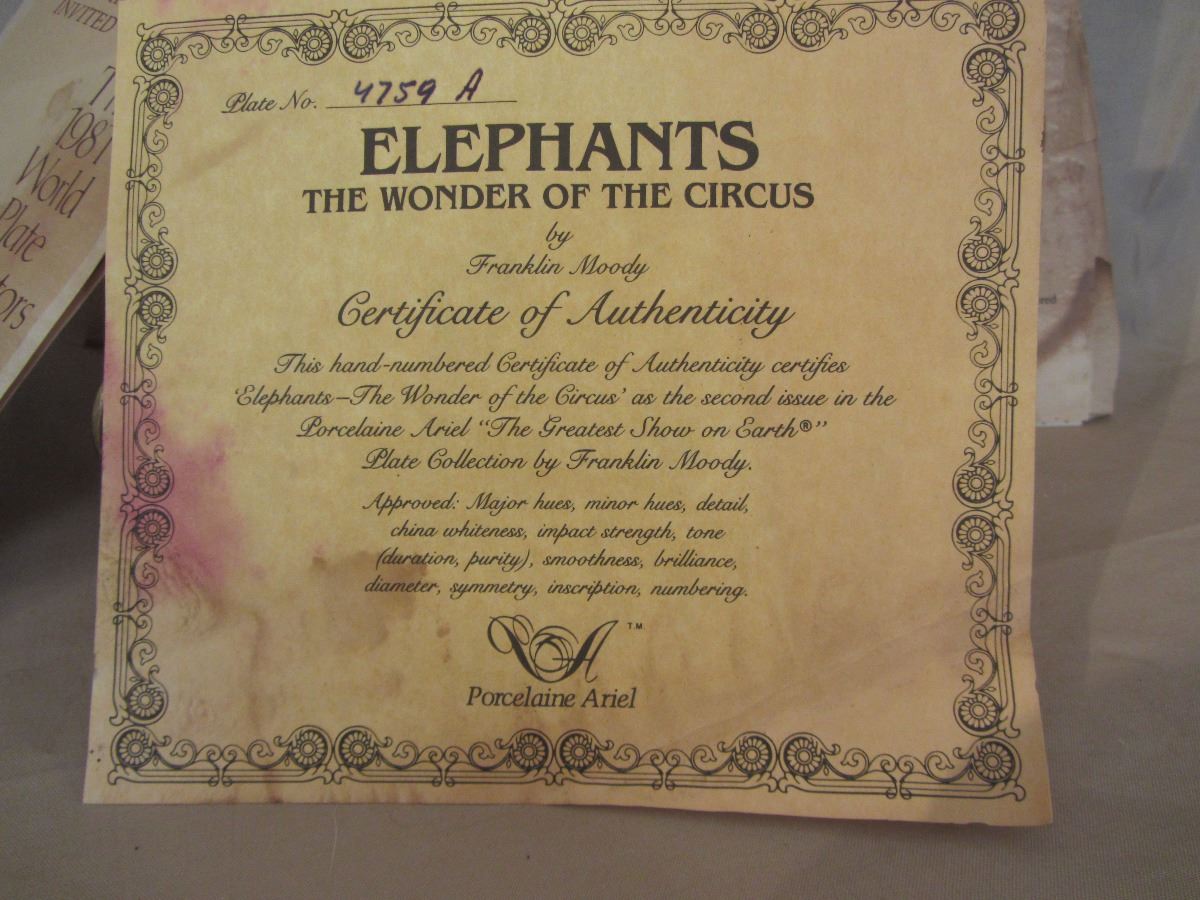 INVITED
1981
World
Plate
Plate No. 4759 A
ELEPHANTS
THE WONDER OF THE CIRCUS
by
Franklin Moody
Certificate of Authenticity
This hand-numbered Certificate of Authenticity certifies
'Elephants—The Wonder of the Circus' as the second issue in the
Porcelaine Ariel "The Greatest Show on Earth®"
Plate Collection by Franklin Moody.
Approved: Major hues, minor hues, detail,
china whiteness, impact strength, tone
(duration, purity), smoothness, brilliance,
diameter, symmetry, inscription, numbering.
T.M.
Porcelaine Ariel